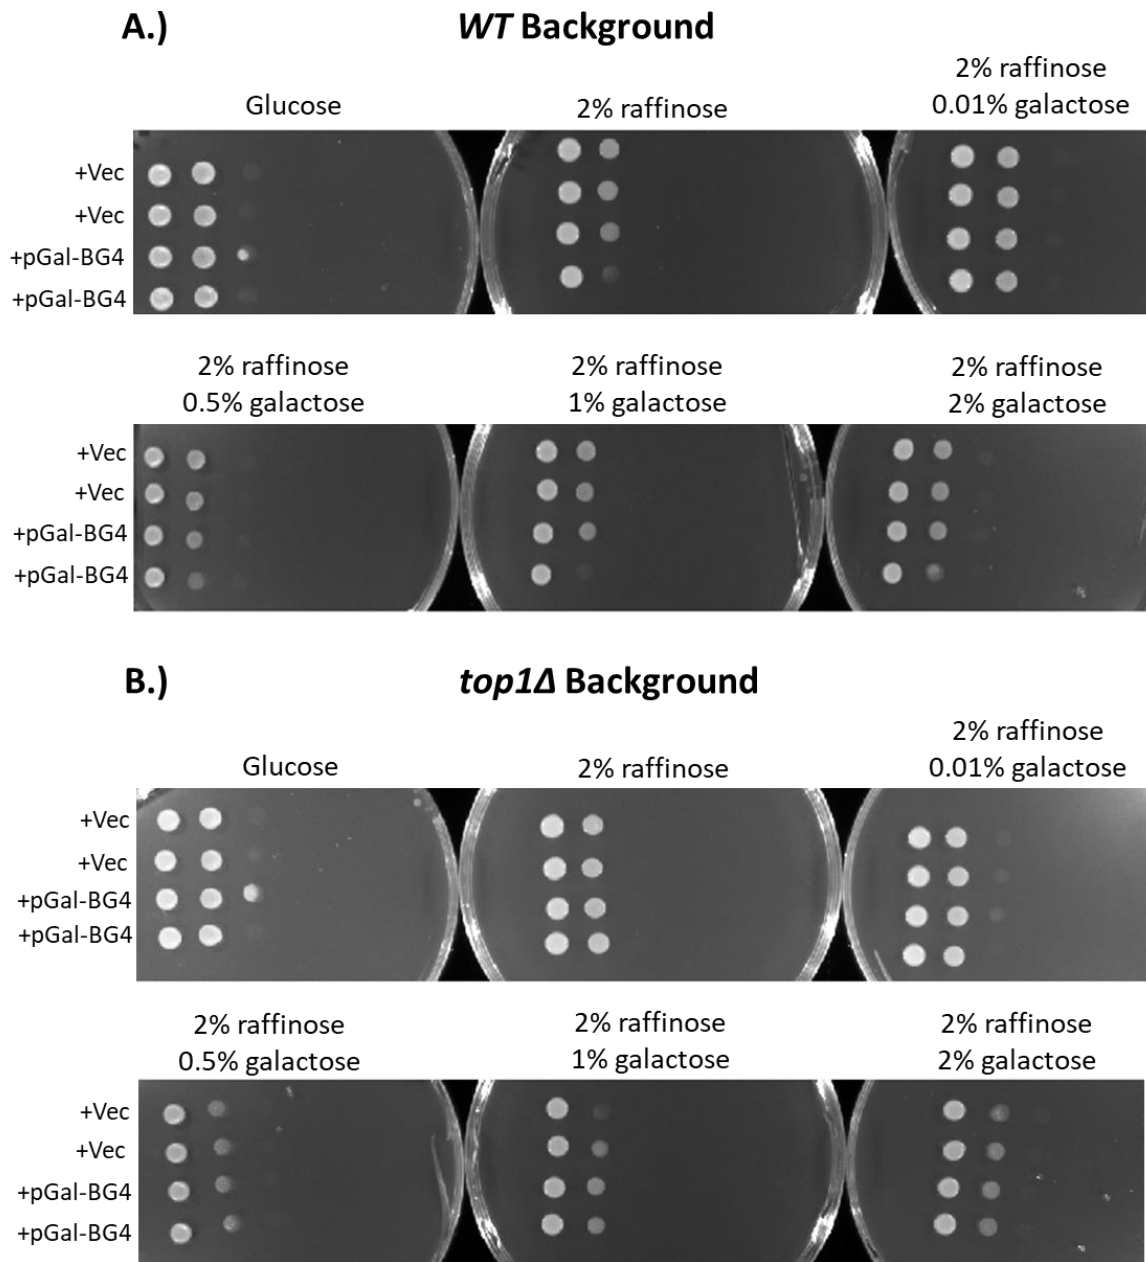 A.)
WT Background
Glucose
2% raffinose
2% raffinose
0.01% galactose
+Vec
+Vec
+pGal-BG4
+pGal-BG4
2% raffinose
0.5% galactose
2% raffinose
1% galactose
2% raffinose
2% galactose
+Vec
+Vec
+pGal-BG4
+pGal-BG4
B.)
top1Δ Background
Glucose
2% raffinose
2% raffinose
0.01% galactose
+Vec
+Vec
+pGal-BG4
+pGal-BG4
2% raffinose
0.5% galactose
2% raffinose
1% galactose
2% raffinose
2% galactose
+Vec
+Vec
+pGal-BG4
+pGal-BG4